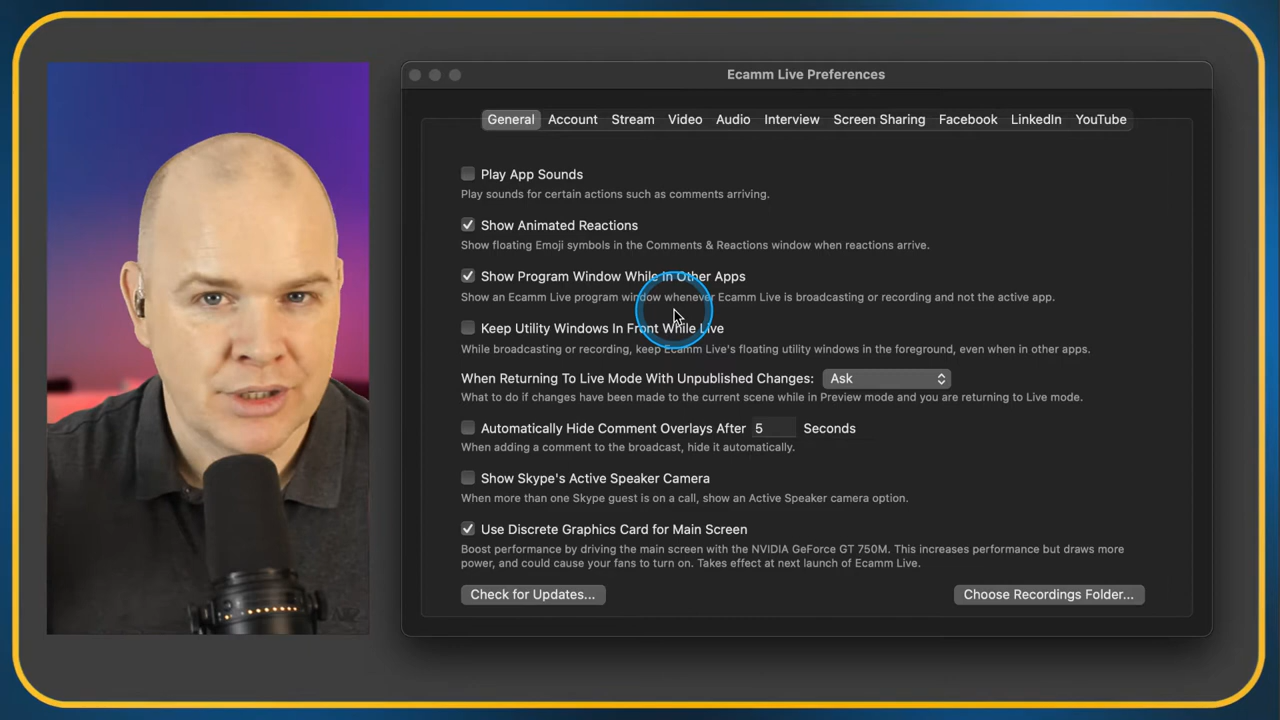 Ecamm Live Preferences
General Account Stream Video Audio Interview Screen Sharing Facebook LinkedIn YouTube
Play App Sounds
Play sounds for certain actions such as comments arriving.
Show Animated Reactions
Show floating Emoji symbols in the Comments & Reactions window when reactions arrive.
Show Program Window While in Other Apps
Show an Ecamm Live program window whenever Ecamm Live is broadcasting or recording and not the active app.
Keep Utility Windows In Front While Live
While broadcasting or recording, keep Ecamm Live's floating utility windows in the foreground, even when in other apps.
When Returning To Live Mode With Unpublished Changes: Ask
What to do if changes have been made to the current scene while in Preview mode and you are returning to Live mode.
Automatically Hide Comment Overlays After 5 Seconds
When adding a comment to the broadcast, hide it automatically.
Show Skype's Active Speaker Camera
When more than one Skype guest is on a call, show an Active Speaker camera option.
Use Discrete Graphics Card for Main Screen
Boost performance by driving the main screen with the NVIDIA GeForce GT 750M. This increases performance but draws more
power, and could cause your fans to turn on. Takes effect at next launch of Ecamm Live.
Check for Updates... Choose Recordings Folder...